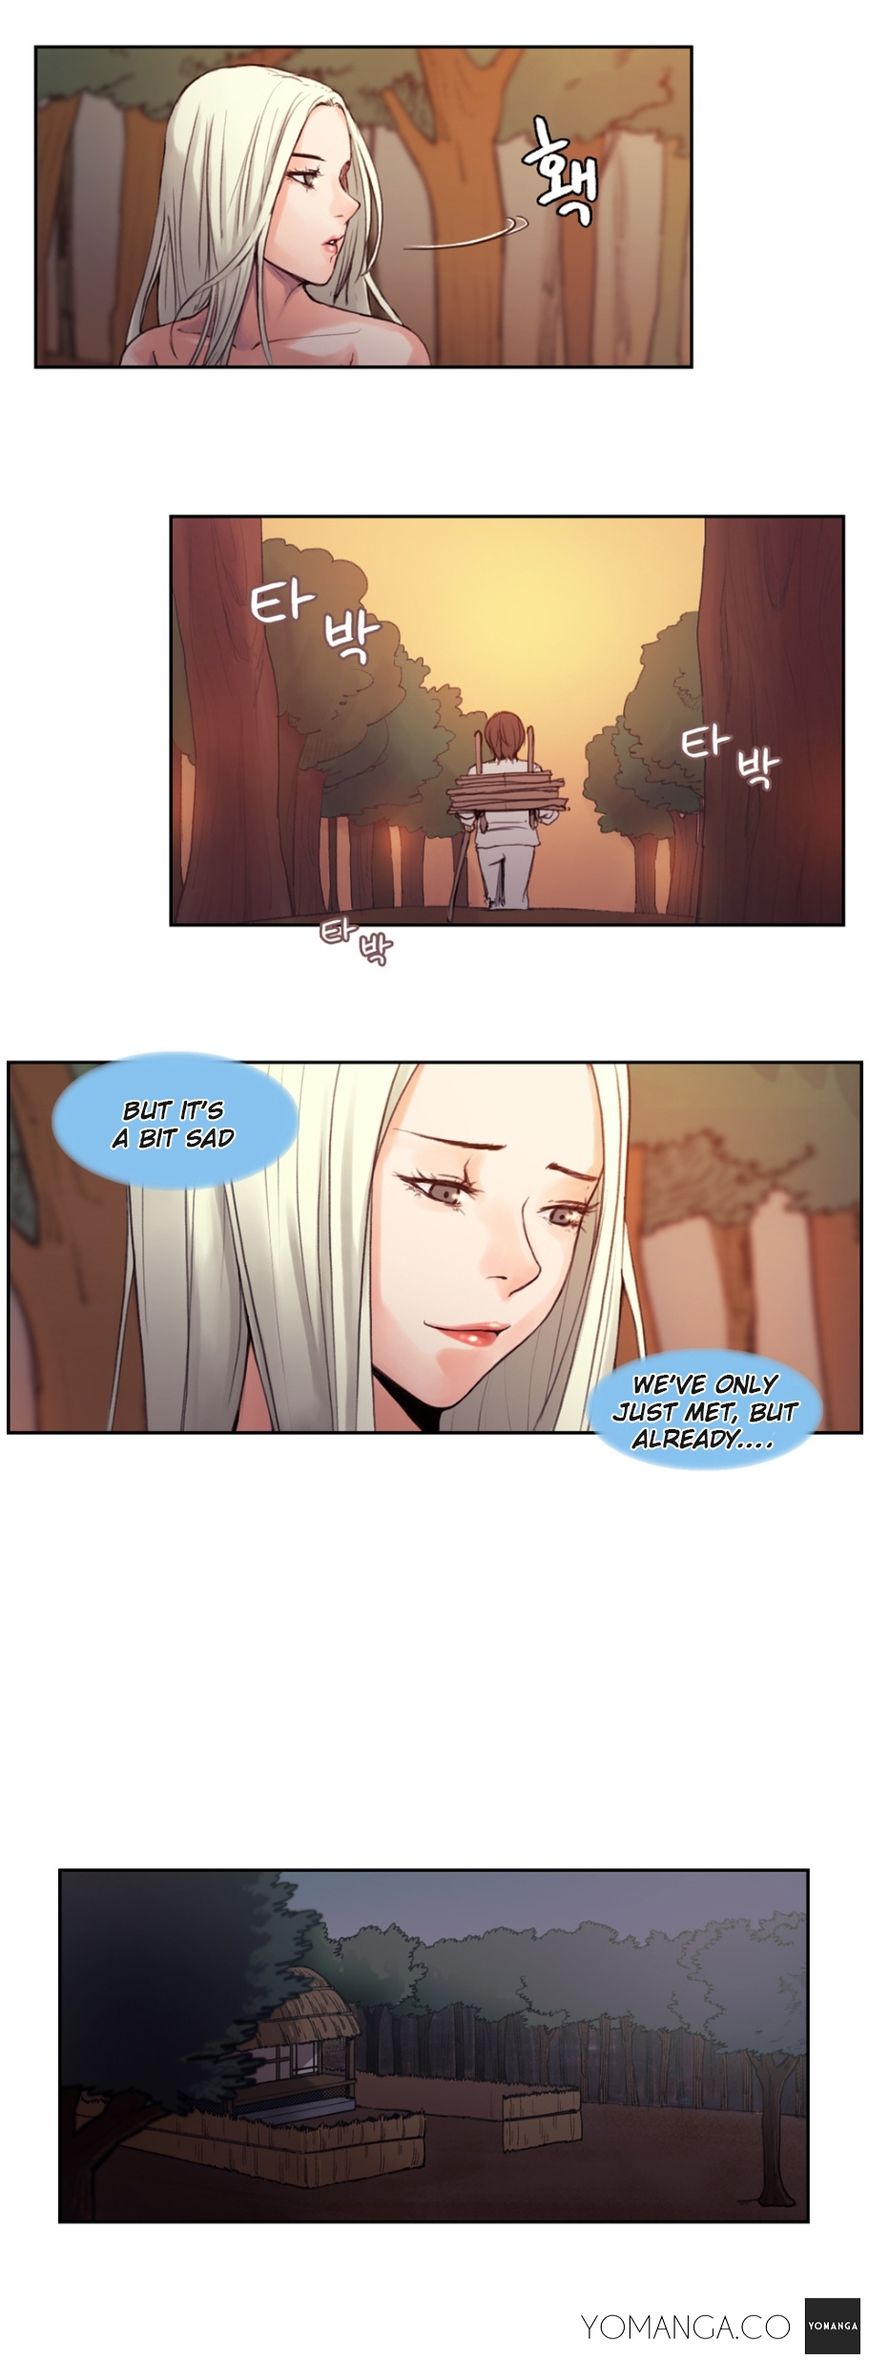 홱
타
박
타
박
타
박
BUT IT'S
A BIT SAD
WE'VE ONLY
JUST MET, BUT
ALREADY....
YOMANGA.CO
YOMANGA